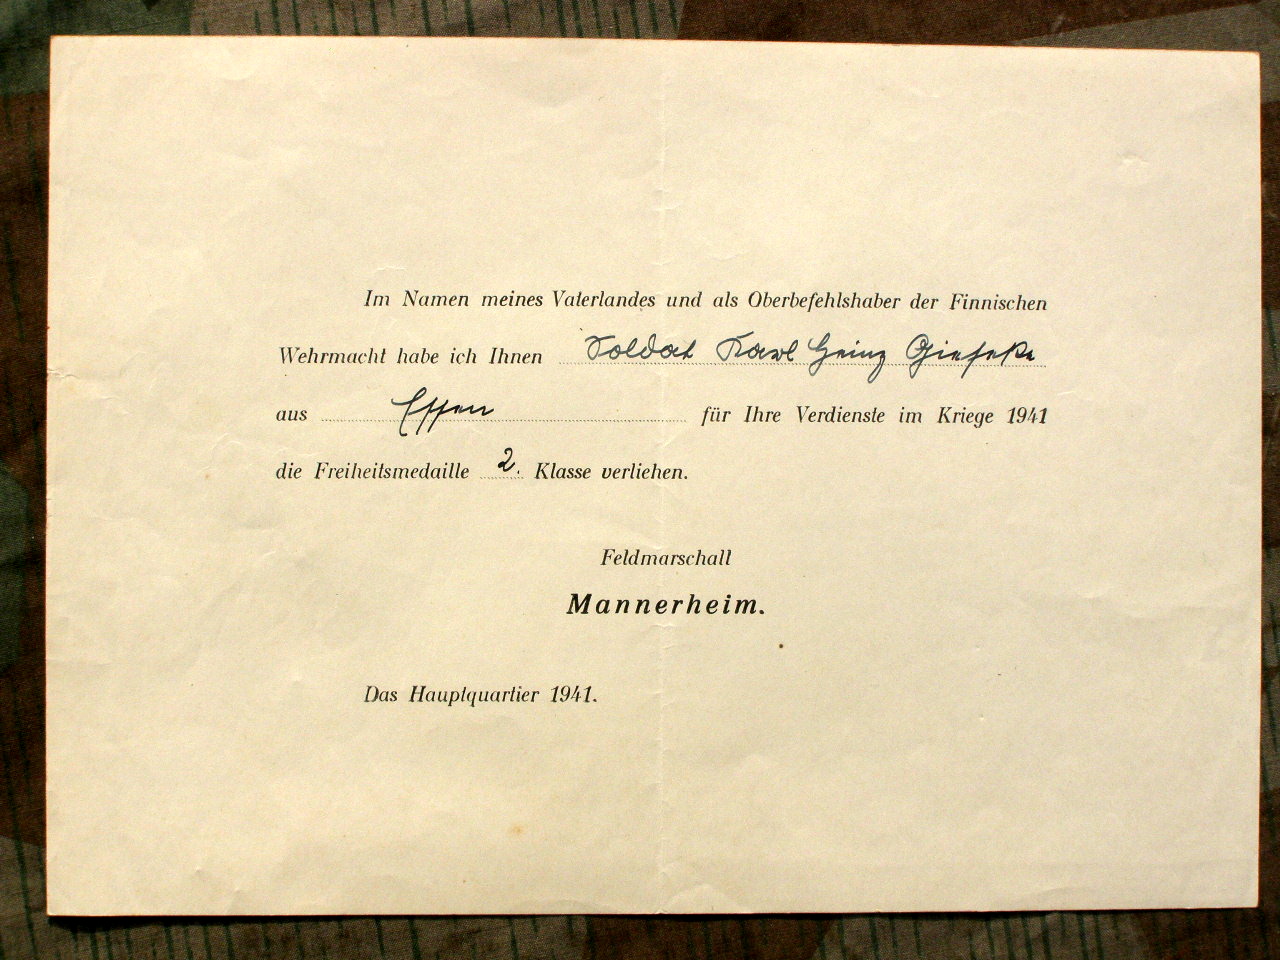 Im Namen meines Vaterlandes und als Oberbefehlshaber der Finnischen
Wehrmacht habe ich Ihnen Soldat Karl Heinz Gieseke
aus Essen für Ihre Verdienste im Kriege 1941
die Freiheitsmedaille 2. Klasse verliehen.
Feldmarschall
Mannerheim.
Das Hauptquartier 1941.